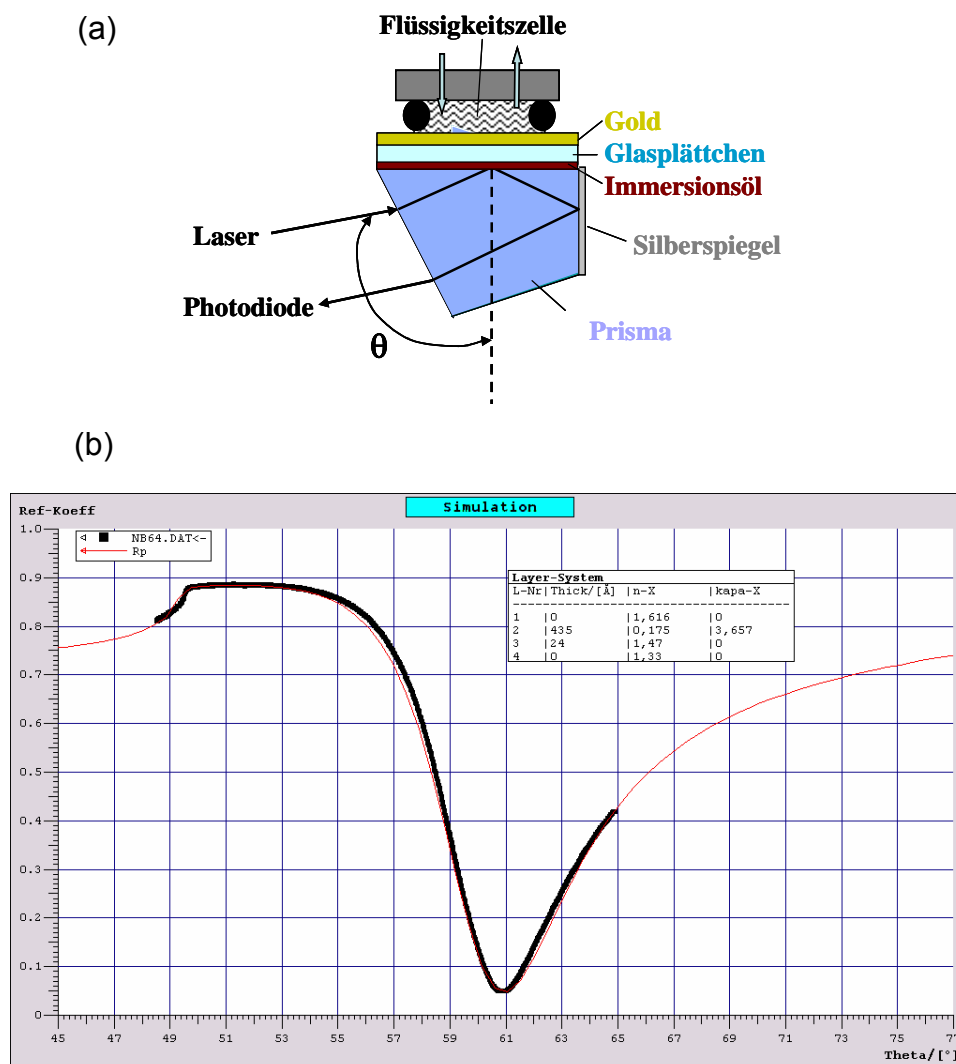 (a)
Flüssigkeitszelle
Gold
Glasplättchen
Immersionsöl
Laser
Silberspiegel
Photodiode
θ
Prisma
(b)
Simulation
Ref-Koeff
1.0
NB64.DAT<-
Rp
0.9
Layer-System
L-Nr|Thick/[Å] |n-X |kapa-X
----------------------------------------
1 |0 |1,616 |0
2 |435 |0,175 |3,657
3 |24 |1,47 |0
4 |0 |1,33 |0
0.8
0.7
0.6
0.5
0.4
0.3
0.2
0.1
0
45 47 49 51 53 55 57 59 61 63 65 67 69 71 73 75 77
Theta/[°]